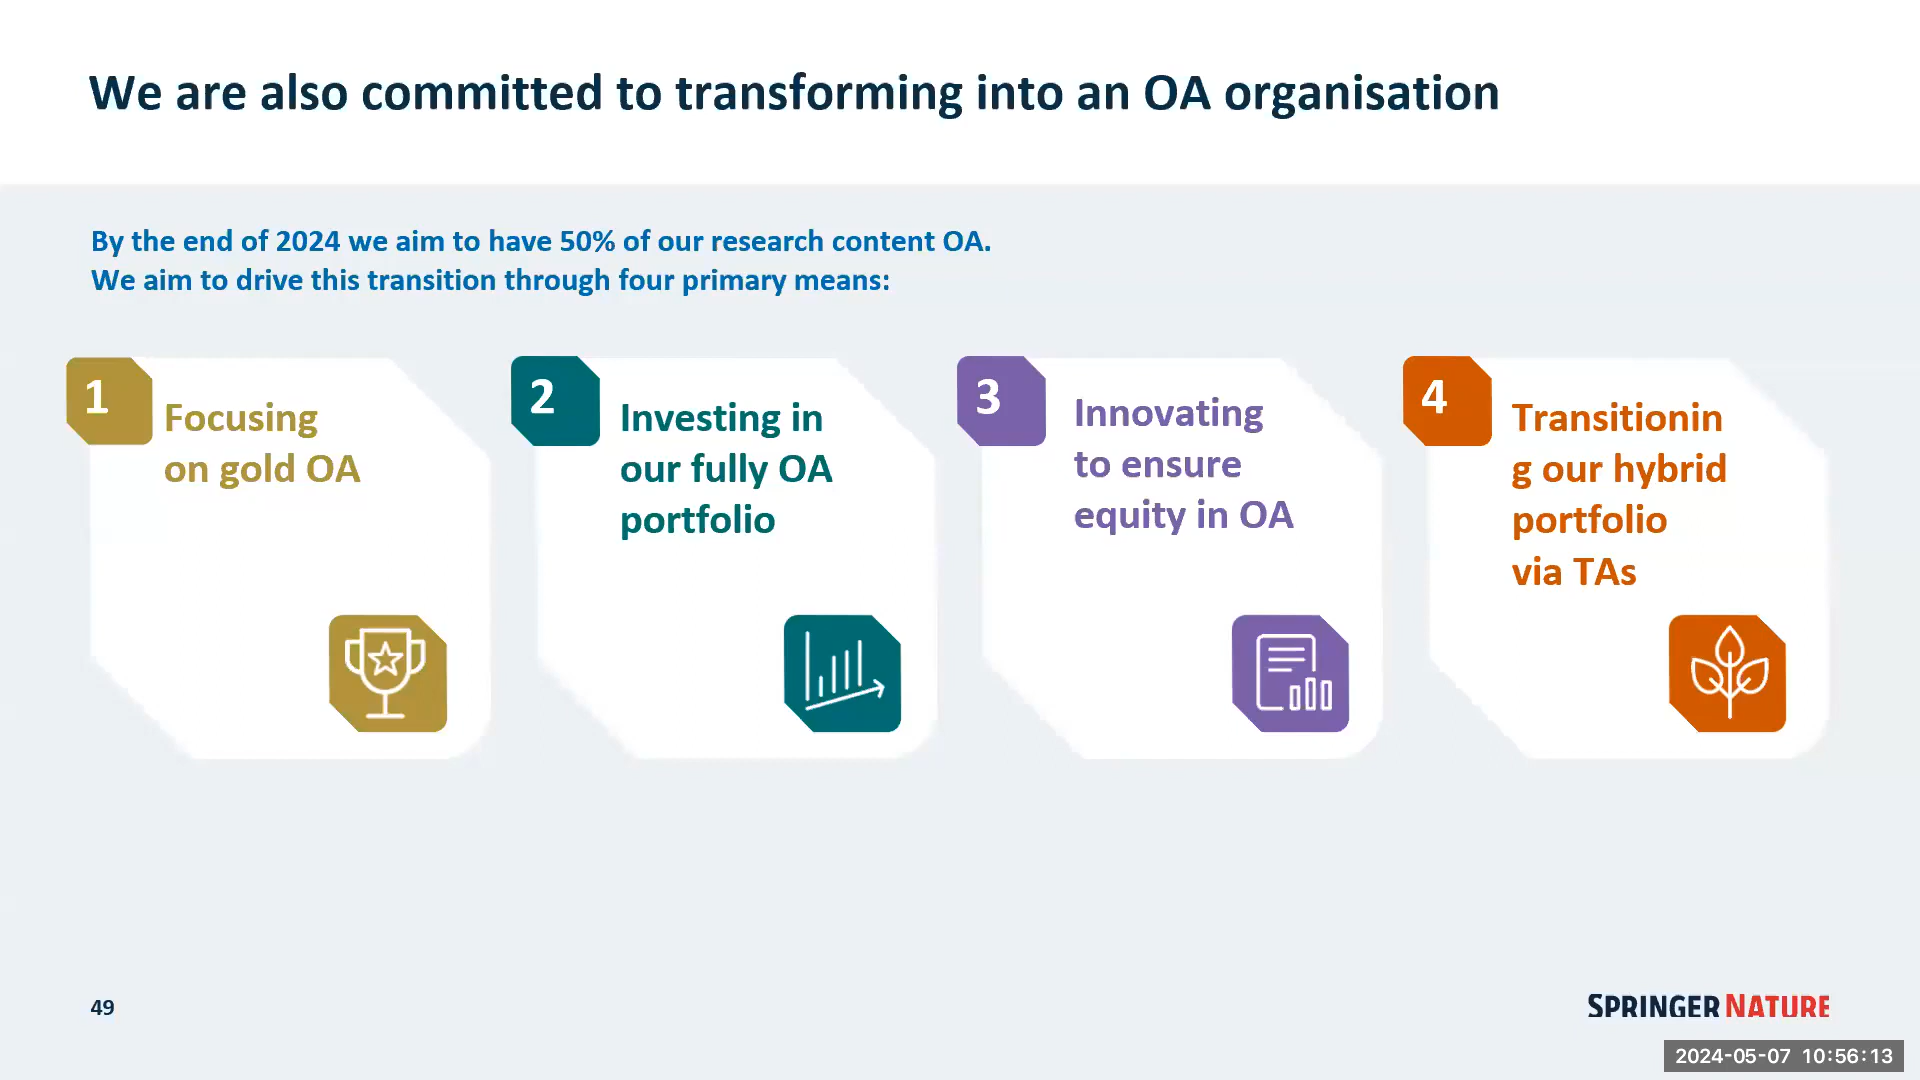 We are also committed to transforming into an OA organisation
By the end of 2024 we aim to have 50% of our research content OA.
We aim to drive this transition through four primary means:
1
Focusing
on gold OA
2
Investing in
our fully OA
portfolio
3
Innovating
to ensure
equity in OA
4
Transitionin
g our hybrid
portfolio
via TAs
49
SPRINGER NATURE
2024-05-07 10:56:13